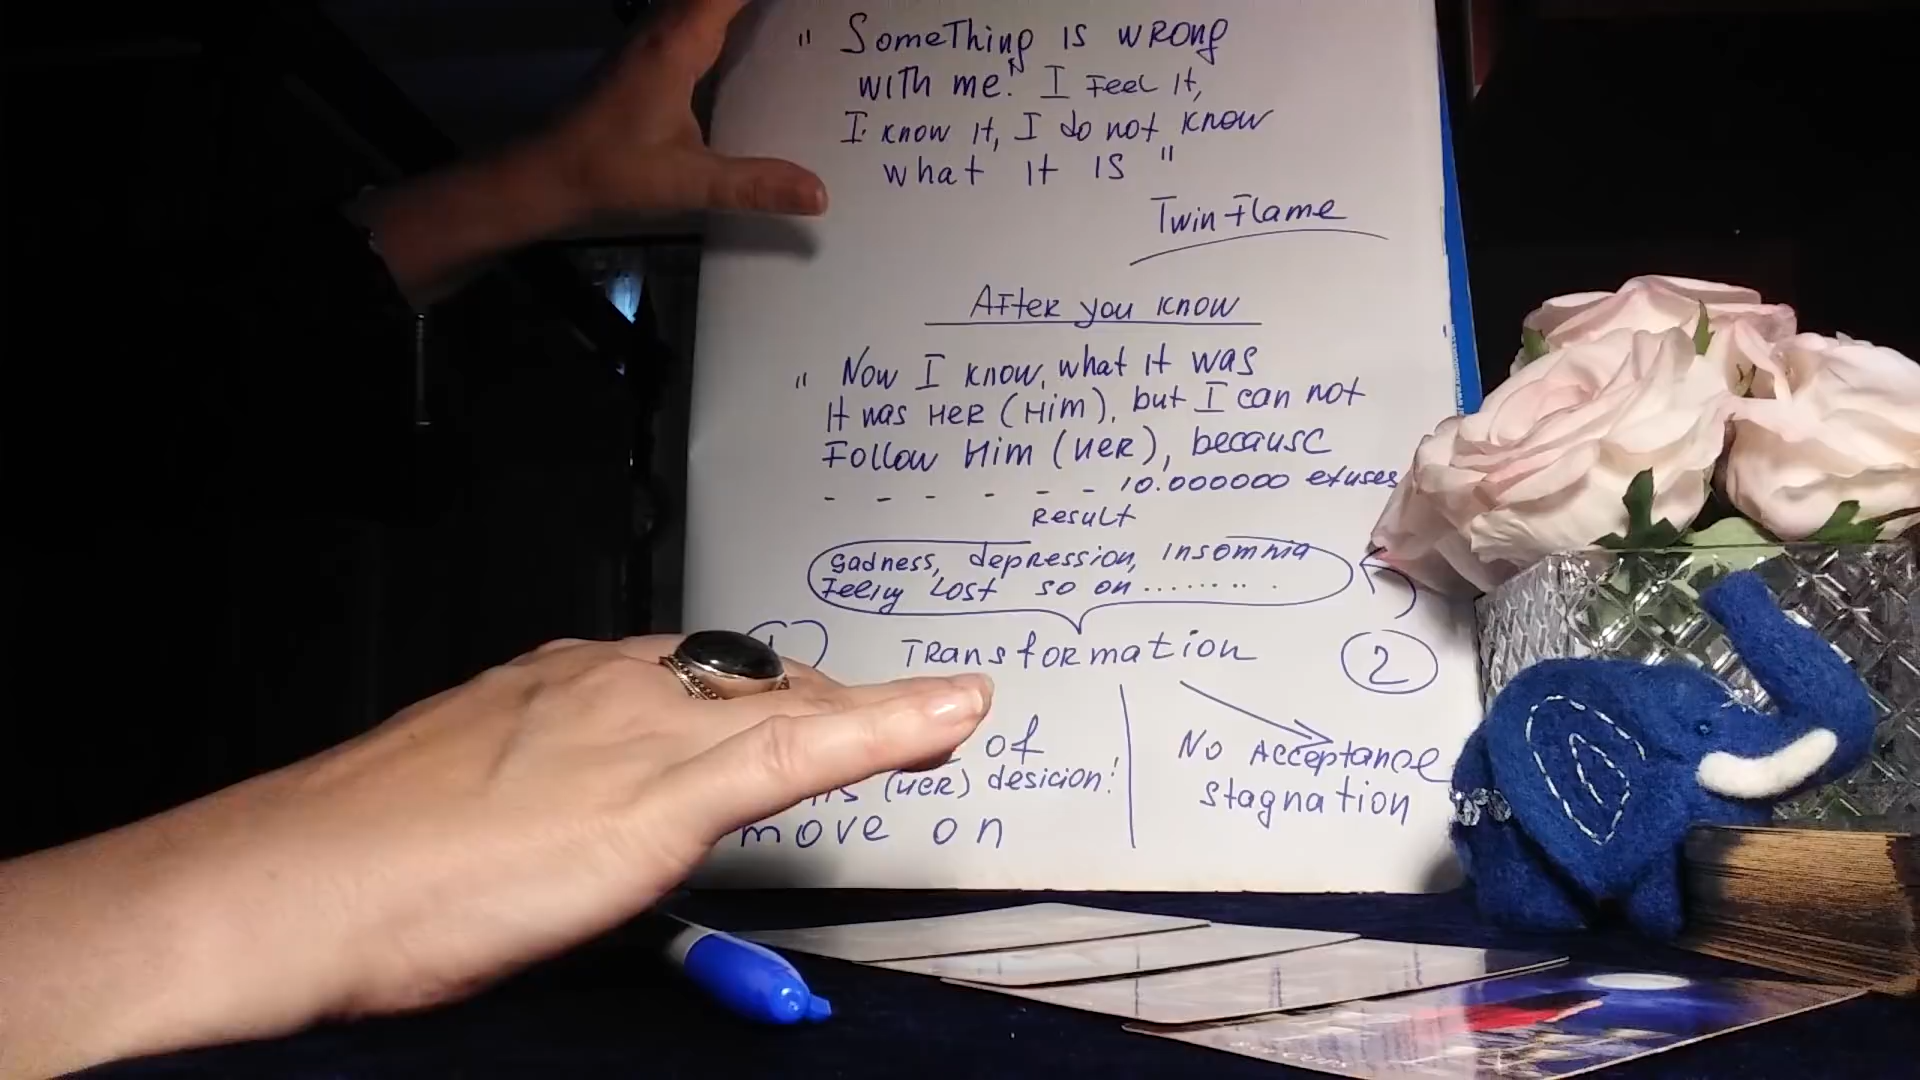 " Something is wrong
with me." I Feel It,
I know It, I do not know
what It is "
Twin Flame
After you know
" Now I know, what It was
It was Her (Him), but I can not
Follow Him (Her), because
- - - - - - 10.000000 exuses
Result
Sadness, depression, Insomnia
Feeliy Lost so on .........
Transformation
2
of
(Her) desicion!
move on
No Acceptance
Stagnation